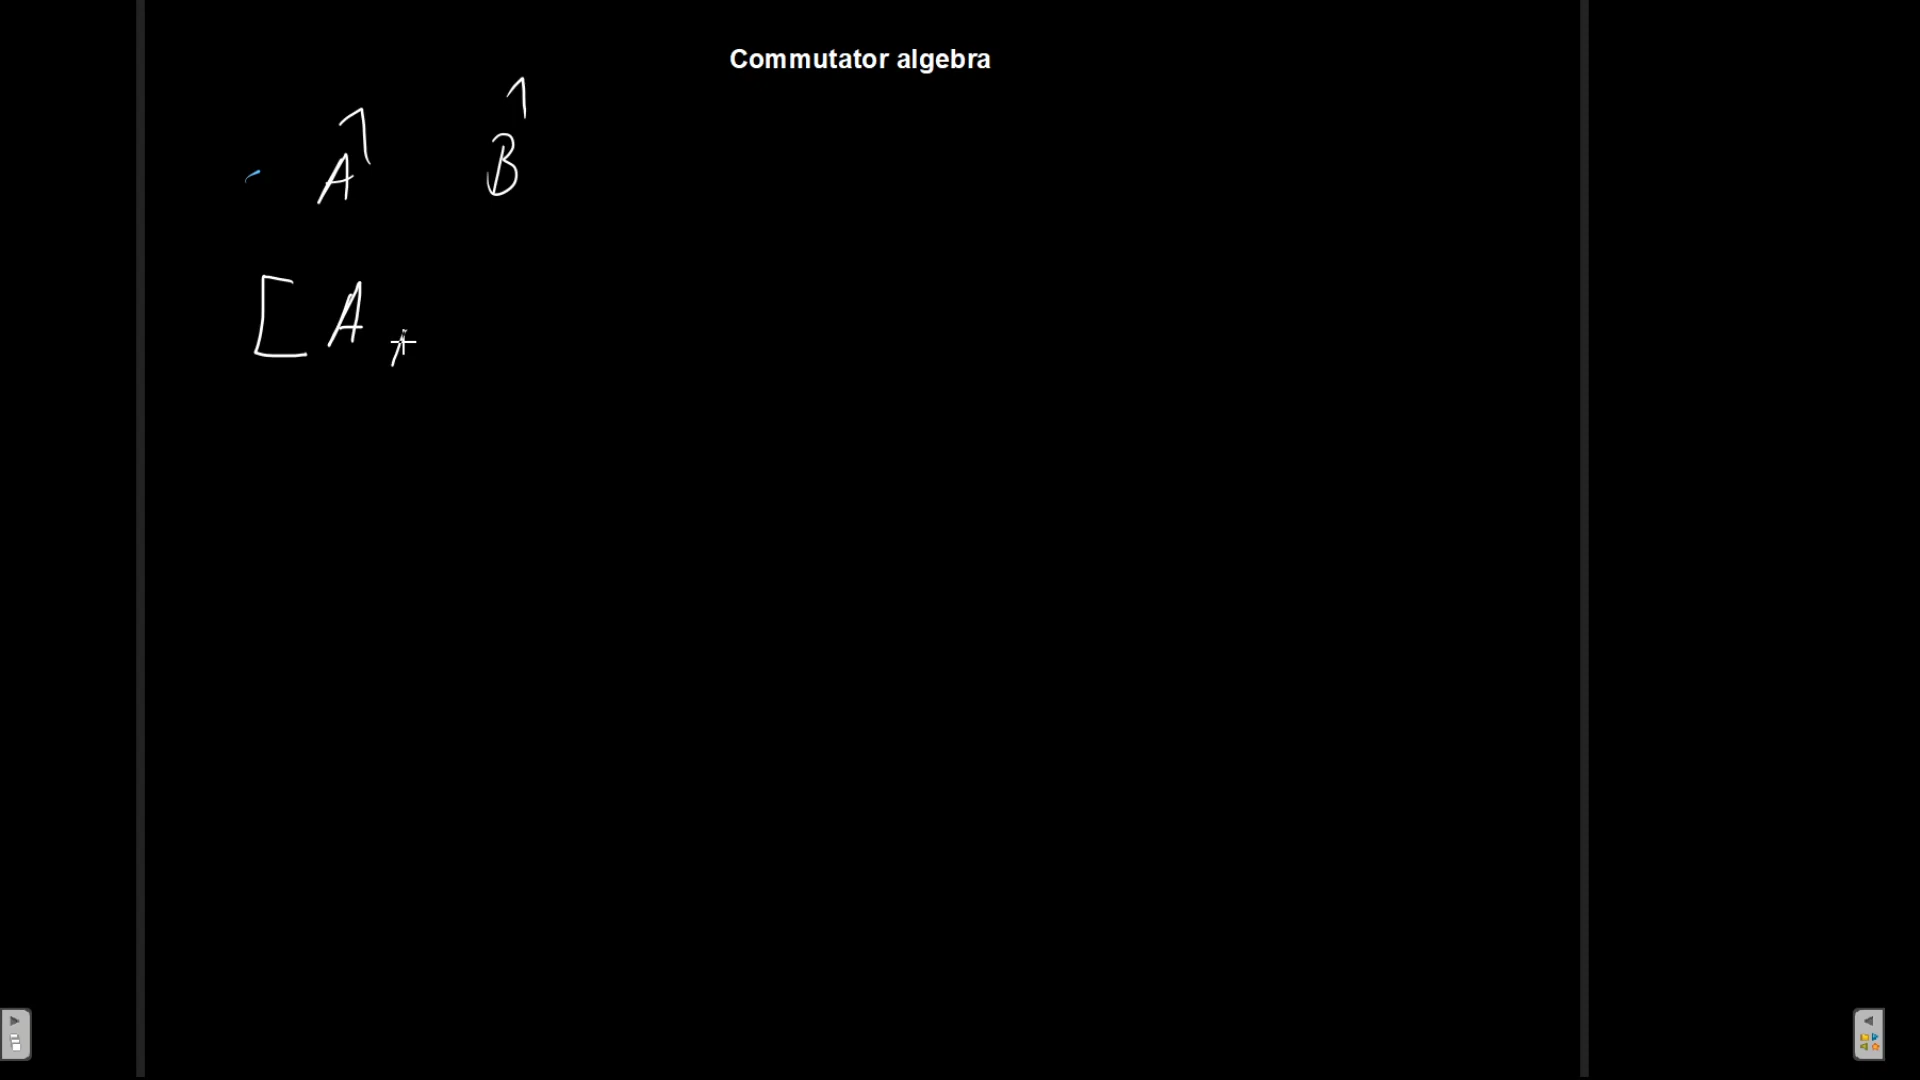 Commutator algebra
Â B̂
[ A ,